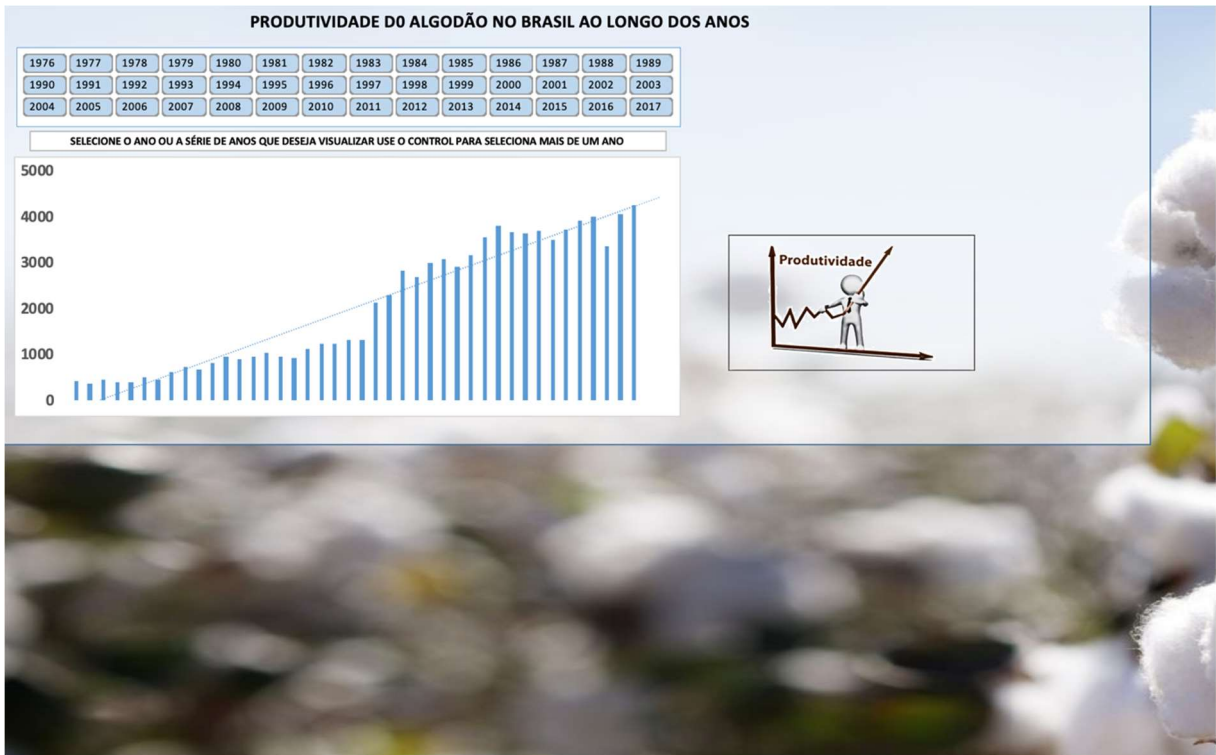 PRODUTIVIDADE D0 ALGODÃO NO BRASIL AO LONGO DOS ANOS
1976 1977 1978 1979 1980 1981 1982 1983 1984 1985 1986 1987 1988 1989
1990 1991 1992 1993 1994 1995 1996 1997 1998 1999 2000 2001 2002 2003
2004 2005 2006 2007 2008 2009 2010 2011 2012 2013 2014 2015 2016 2017
SELECIONE O ANO OU A SÉRIE DE ANOS QUE DESEJA VISUALIZAR USE O CONTROL PARA SELECIONA MAIS DE UM ANO
5000
4000
3000
2000
1000
0
Produtividade